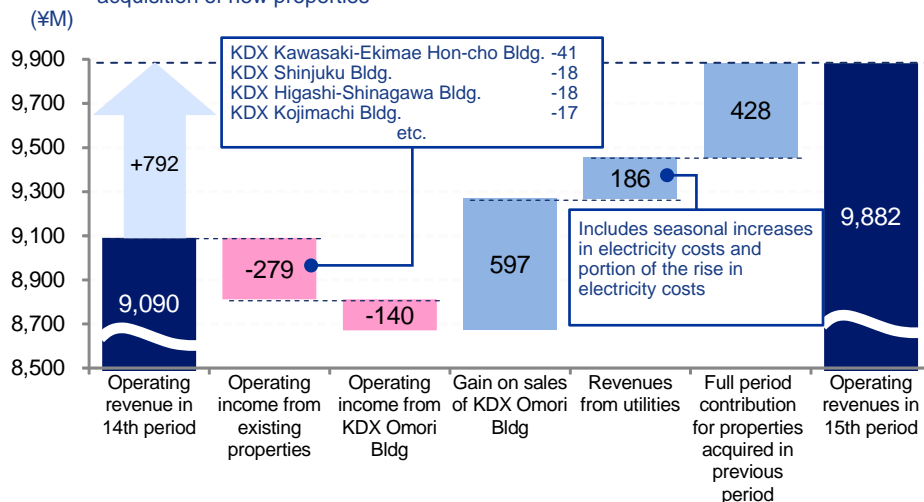 acquisition of new properties
(¥M)
9,900
9,700
9,500
9,300
9,100
8,900
8,700
8,500
KDX Kawasaki-Ekimae Hon-cho Bldg. -41
KDX Shinjuku Bldg. -18
KDX Higashi-Shinagawa Bldg. -18
KDX Kojimachi Bldg. -17
etc.
+792
9,090
-279
-140
597
186
428
9,882
Includes seasonal increases
in electricity costs and
portion of the rise in
electricity costs
Operating
revenue in
14th period
Operating
income from
existing
properties
Operating
income from
KDX Omori
Bldg
Gain on sales
of KDX Omori
Bldg
Revenues
from utilities
Full period
contribution
for properties
acquired in
previous
period
Operating
revenues in
15th period